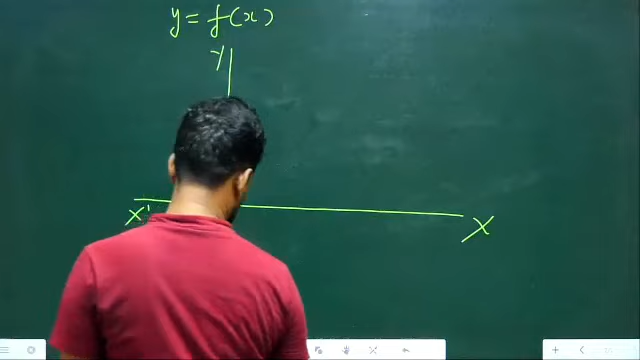 y = f(x)
Y
X'
X